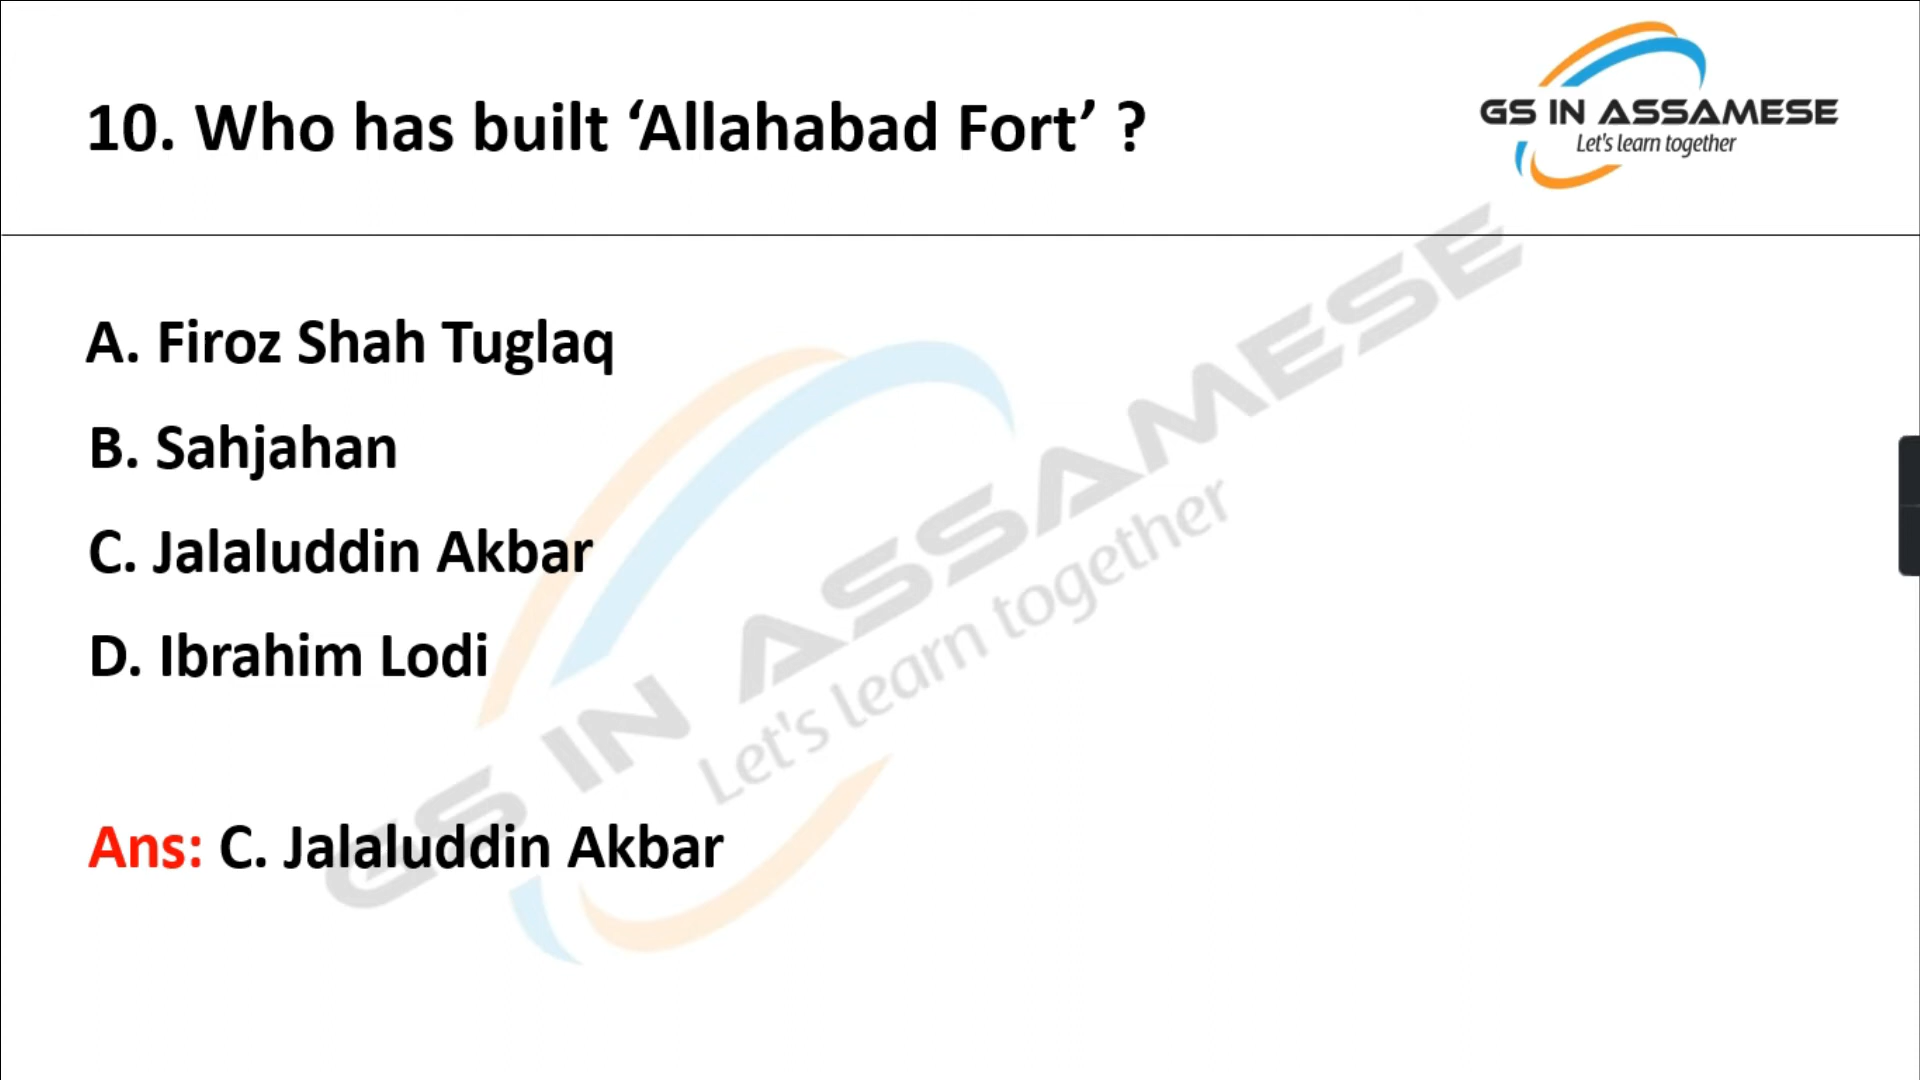 10. Who has built ‘Allahabad Fort’ ?
GS IN ASSAMESE
Let's learn together
A. Firoz Shah Tuglaq
B. Sahjahan
C. Jalaluddin Akbar
D. Ibrahim Lodi
Ans: C. Jalaluddin Akbar
GS IN ASSAMESE
Let's learn together